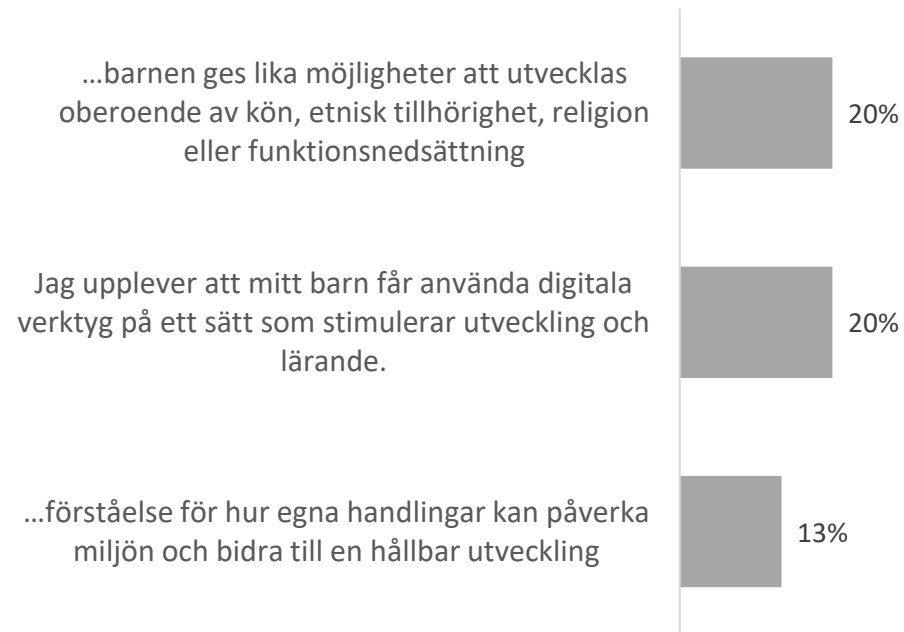 …barnen ges lika möjligheter att utvecklas
oberoende av kön, etnisk tillhörighet, religion
eller funktionsnedsättning
20%
Jag upplever att mitt barn får använda digitala
verktyg på ett sätt som stimulerar utveckling och
lärande.
20%
…förståelse för hur egna handlingar kan påverka
miljön och bidra till en hållbar utveckling
13%